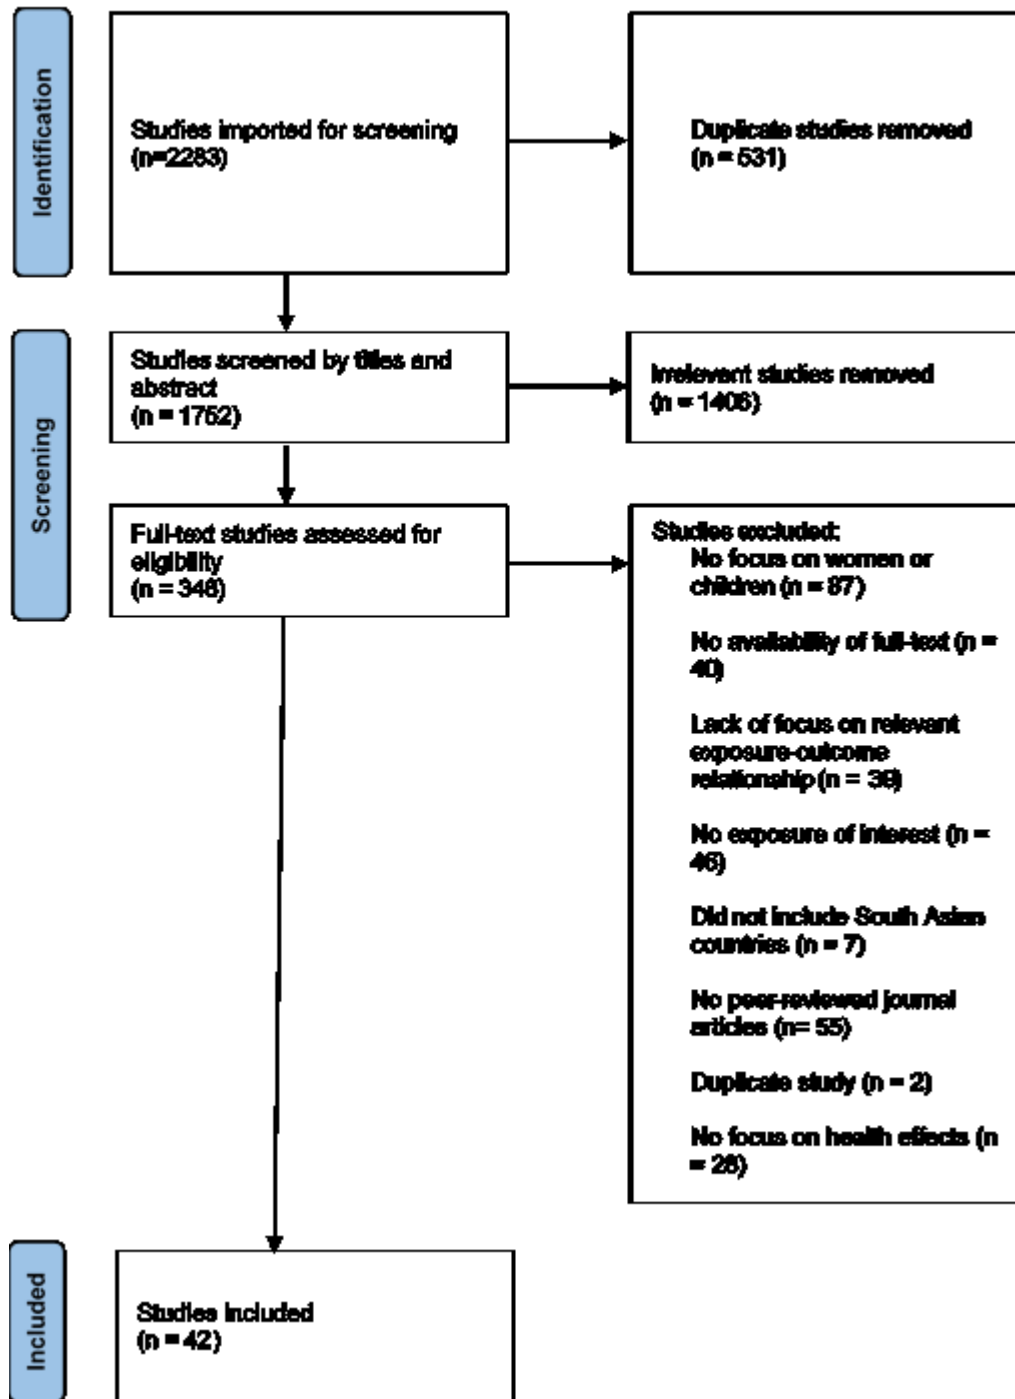 Identification
Studies imported for screening
(n=2283)
Duplicate studies removed
(n = 531)
Screening
Studies screened by titles and
abstract
(n = 1752)
Irrelevant studies removed
(n = 1406)
Full-text studies assessed for
eligibility
(n = 346)
Studies excluded:
No focus on women or
children (n = 87)
No availability of full-text (n =
40)
Lack of focus on relevant
exposure-outcome
relationship (n = 39)
No exposure of interest (n =
46)
Did not include South Asian
countries (n = 7)
No peer-reviewed journal
articles (n= 55)
Duplicate study (n = 2)
No focus on health effects (n
= 28)
Included
Studies Included
(n = 42)